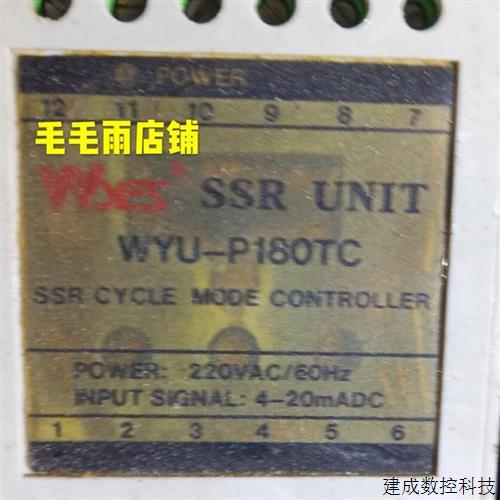 POWER
12 11 10 9 8 7
毛毛雨店铺
Woes® SSR UNIT
WYU-P180TC
SSR CYCLE MODE CONTROLLER
POWER: 220VAC/60Hz
INPUT SIGNAL: 4-20mADC
1 2 3 4 5 6
建成数控科技